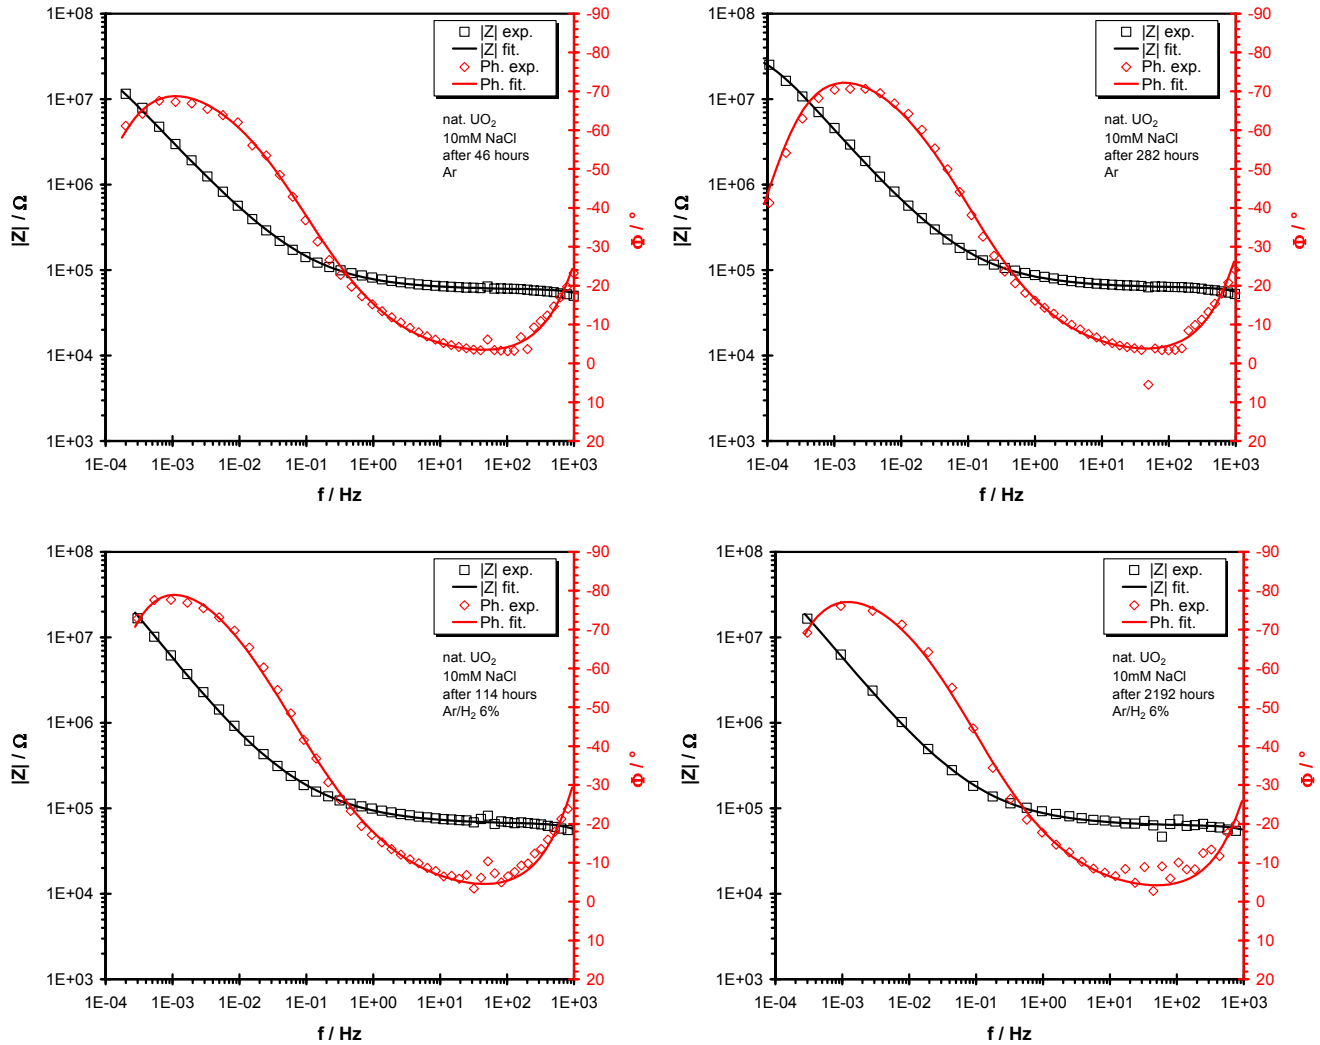 1E+08
1E+07
1E+06
1E+05
1E+04
1E+03
|Z| / Ω
1E-04 1E-03 1E-02 1E-01 1E+00 1E+01 1E+02 1E+03
f / Hz
-90
-80
-70
-60
-50
-40
-30
-20
-10
0
10
20
Φ / °
|Z| exp.
|Z| fit.
Ph. exp.
Ph. fit.
nat. UO₂
10mM NaCl
after 46 hours
Ar
1E+08
1E+07
1E+06
1E+05
1E+04
1E+03
|Z| / Ω
1E-04 1E-03 1E-02 1E-01 1E+00 1E+01 1E+02 1E+03
f / Hz
-90
-80
-70
-60
-50
-40
-30
-20
-10
0
10
20
Φ / °
|Z| exp.
|Z| fit.
Ph. exp.
Ph. fit.
nat. UO₂
10mM NaCl
after 282 hours
Ar
1E+08
1E+07
1E+06
1E+05
1E+04
1E+03
|Z| / Ω
1E-04 1E-03 1E-02 1E-01 1E+00 1E+01 1E+02 1E+03
f / Hz
-90
-80
-70
-60
-50
-40
-30
-20
-10
0
10
20
Φ / °
|Z| exp.
|Z| fit.
Ph. exp.
Ph. fit.
nat. UO₂
10mM NaCl
after 114 hours
Ar/H₂ 6%
1E+08
1E+07
1E+06
1E+05
1E+04
1E+03
|Z| / Ω
1E-04 1E-03 1E-02 1E-01 1E+00 1E+01 1E+02 1E+03
f / Hz
-90
-80
-70
-60
-50
-40
-30
-20
-10
0
10
20
Φ / °
|Z| exp.
|Z| fit.
Ph. exp.
Ph. fit.
nat. UO₂
10mM NaCl
after 2192 hours
Ar/H₂ 6%